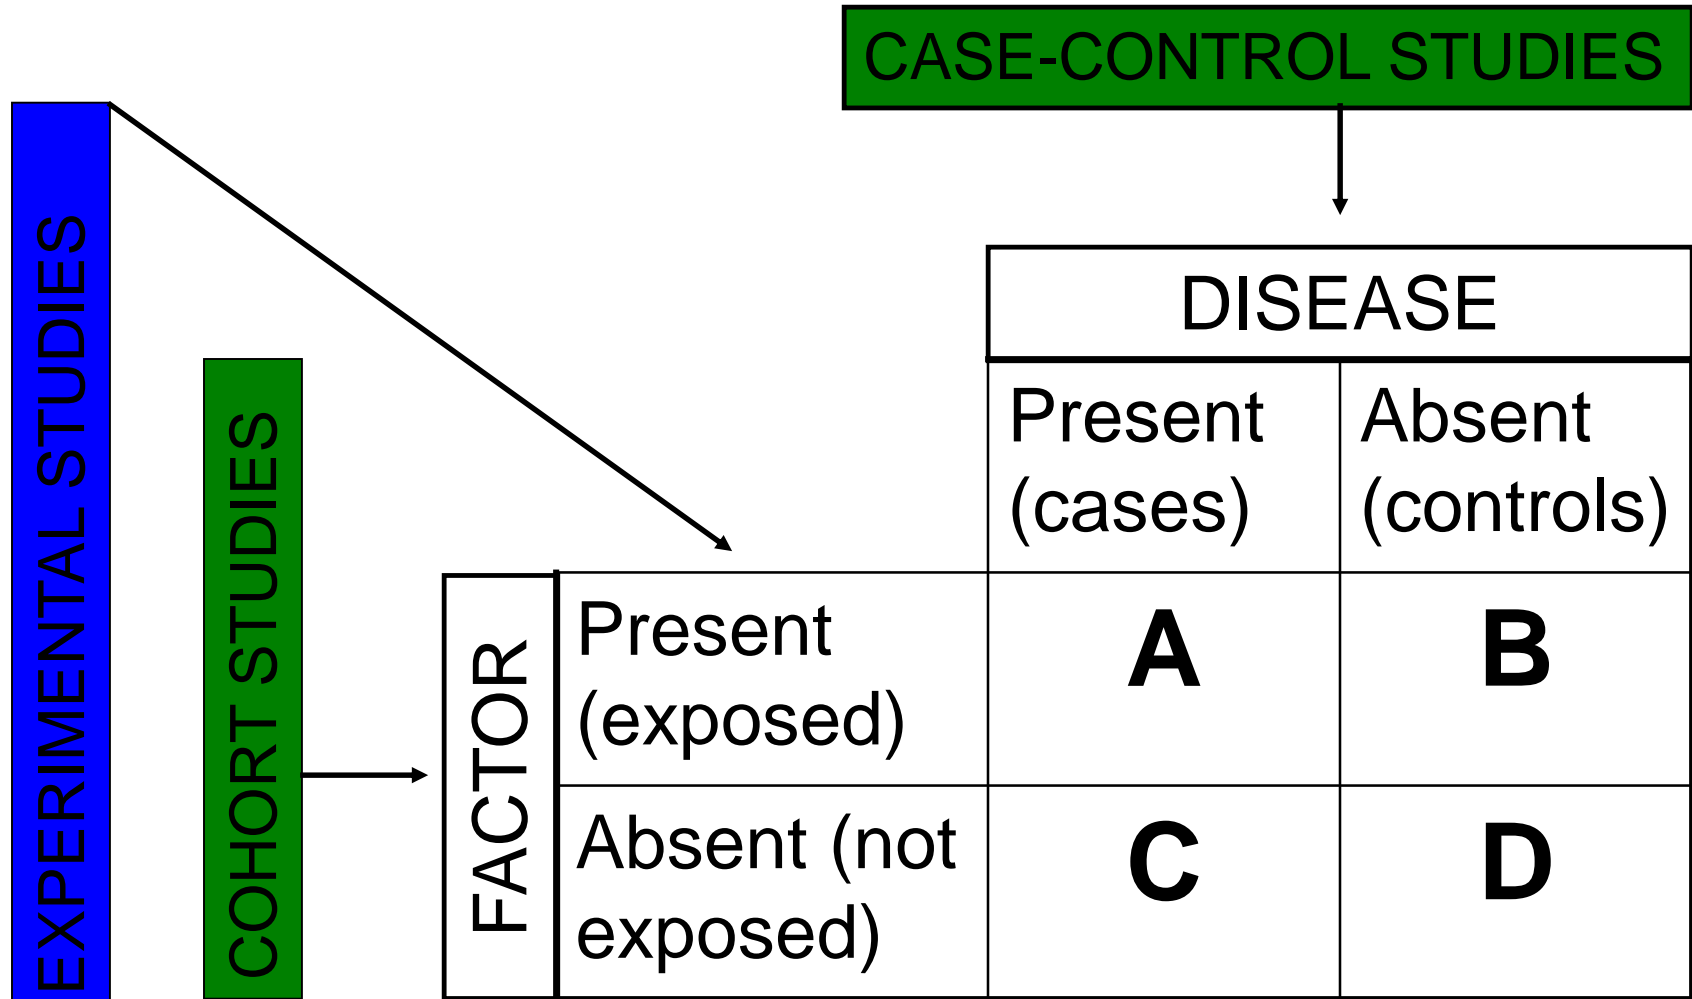 CASE-CONTROL STUDIES
EXPERIMENTAL STUDIES
COHORT STUDIES
DISEASE
Present
(cases)
Absent
(controls)
FACTOR
Present
(exposed)
A
B
Absent (not
exposed)
C
D